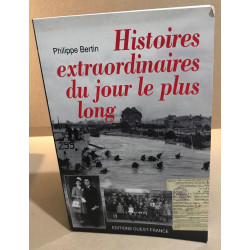 Philippe Bertin
Histoires
extraordinaires
du jour le plus
long
EDITIONS OUEST-FRANCE